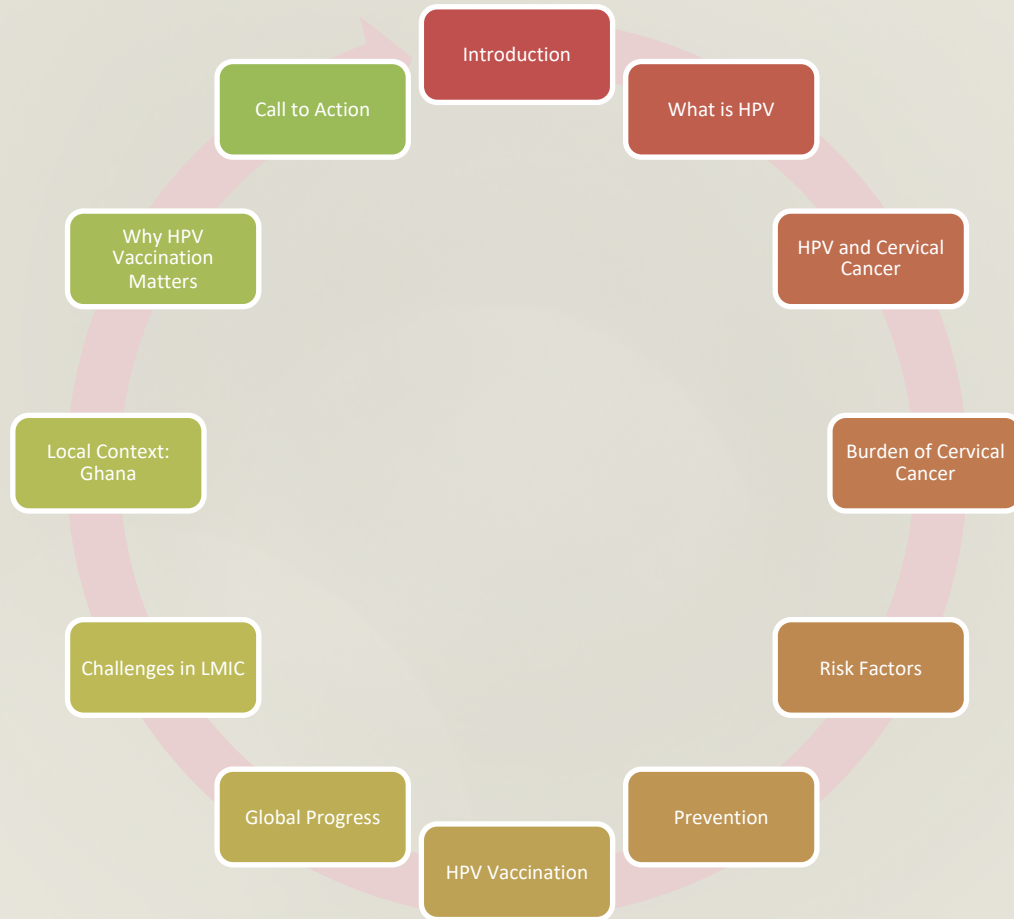 Introduction
What is HPV
HPV and Cervical
Cancer
Burden of Cervical
Cancer
Risk Factors
Prevention
HPV Vaccination
Global Progress
Challenges in LMIC
Local Context:
Ghana
Why HPV
Vaccination
Matters
Call to Action